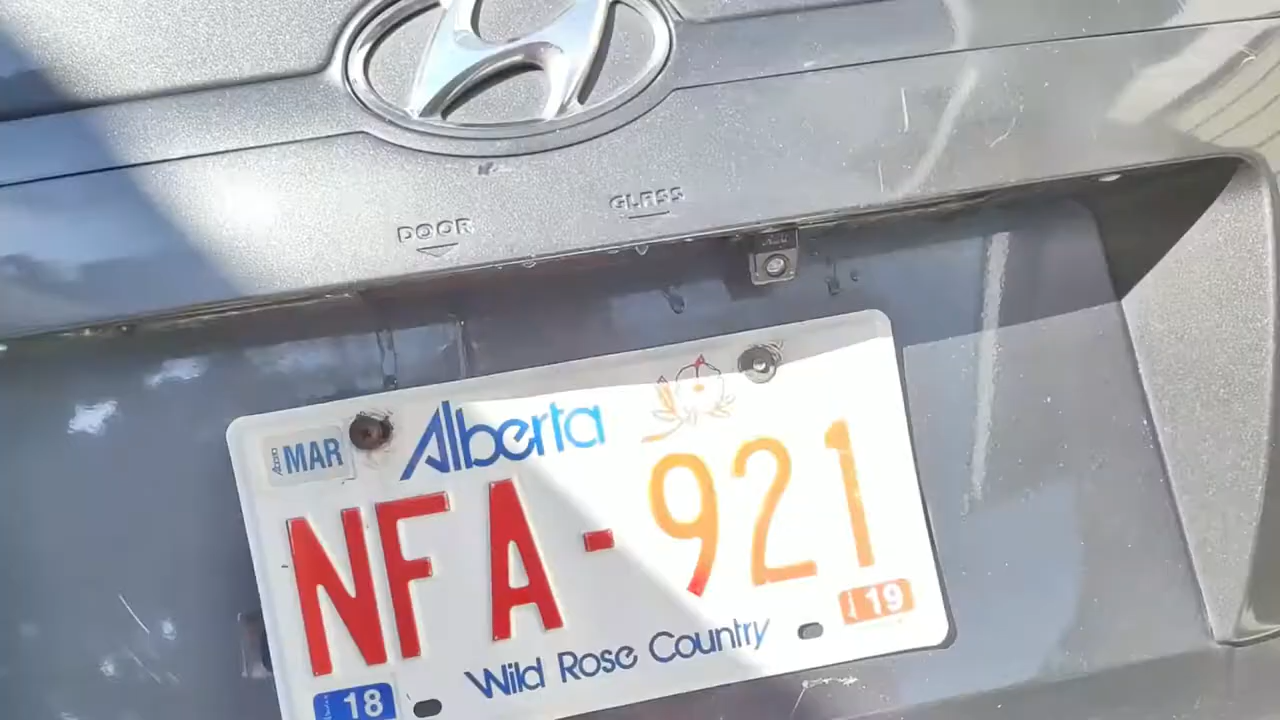 DOOR GLASS
MAR Alberta
NFA-921
Wild Rose Country
18 19